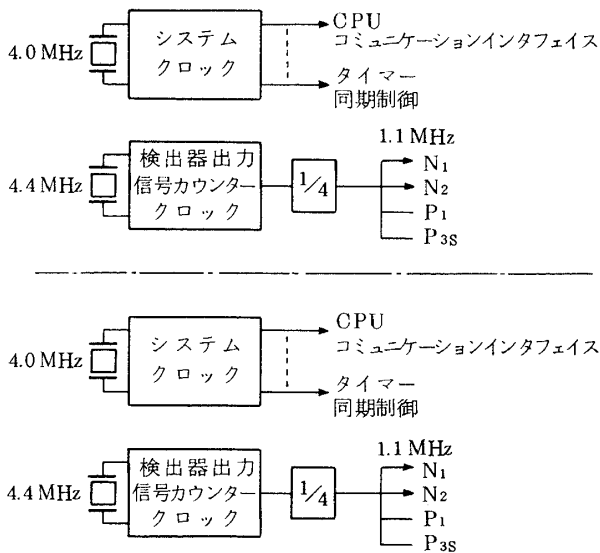 4.0 MHz
システム
クロック
CPU
コミュニケーションインタフェイス
タイマー
同期制御
4.4 MHz
検出器出力
信号カウンター
クロック
1/4
1.1 MHz
N1
N2
P1
P3S
4.0 MHz
システム
クロック
CPU
コミュニケーションインタフェイス
タイマー
同期制御
4.4 MHz
検出器出力
信号カウンター
クロック
1/4
1.1 MHz
N1
N2
P1
P3S